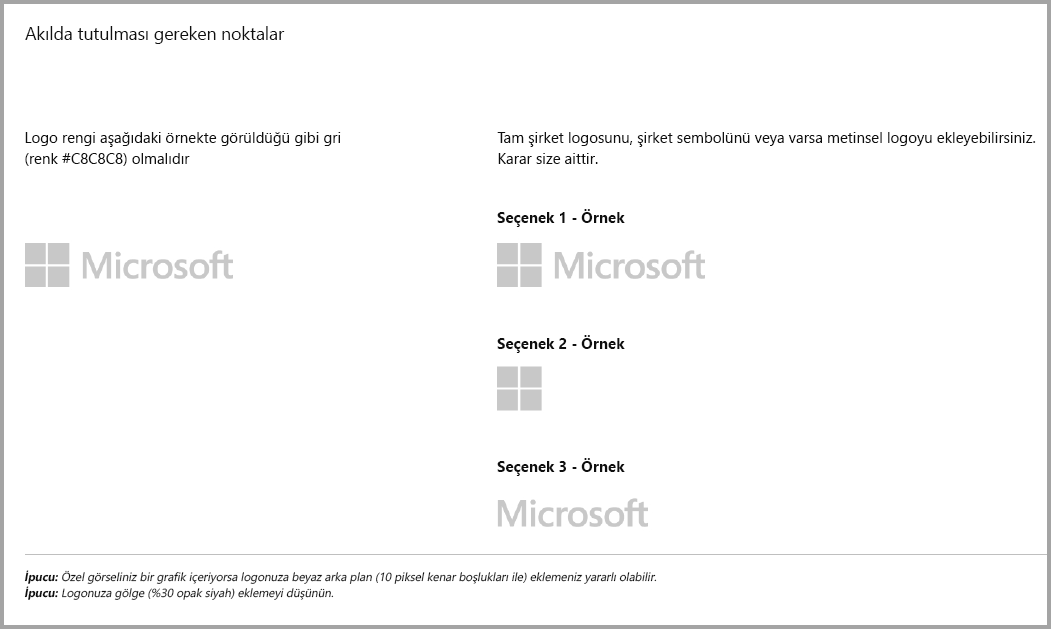 Akılda tutulması gereken noktalar
Logo rengi aşağıdaki örnekte görüldüğü gibi gri
(renk #C8C8C8) olmalıdır
Microsoft
Tam şirket logosunu, şirket sembolünü veya varsa metinsel logoyu ekleyebilirsiniz.
Karar size aittir.
Seçenek 1 - Örnek
Microsoft
Seçenek 2 - Örnek
Seçenek 3 - Örnek
Microsoft
İpucu: Özel görseliniz bir grafik içeriyorsa logonuza beyaz arka plan (10 piksel kenar boşlukları ile) eklemeniz yararlı olabilir.
İpucu: Logonuza gölge (%30 opak siyah) eklemeyi düşünün.